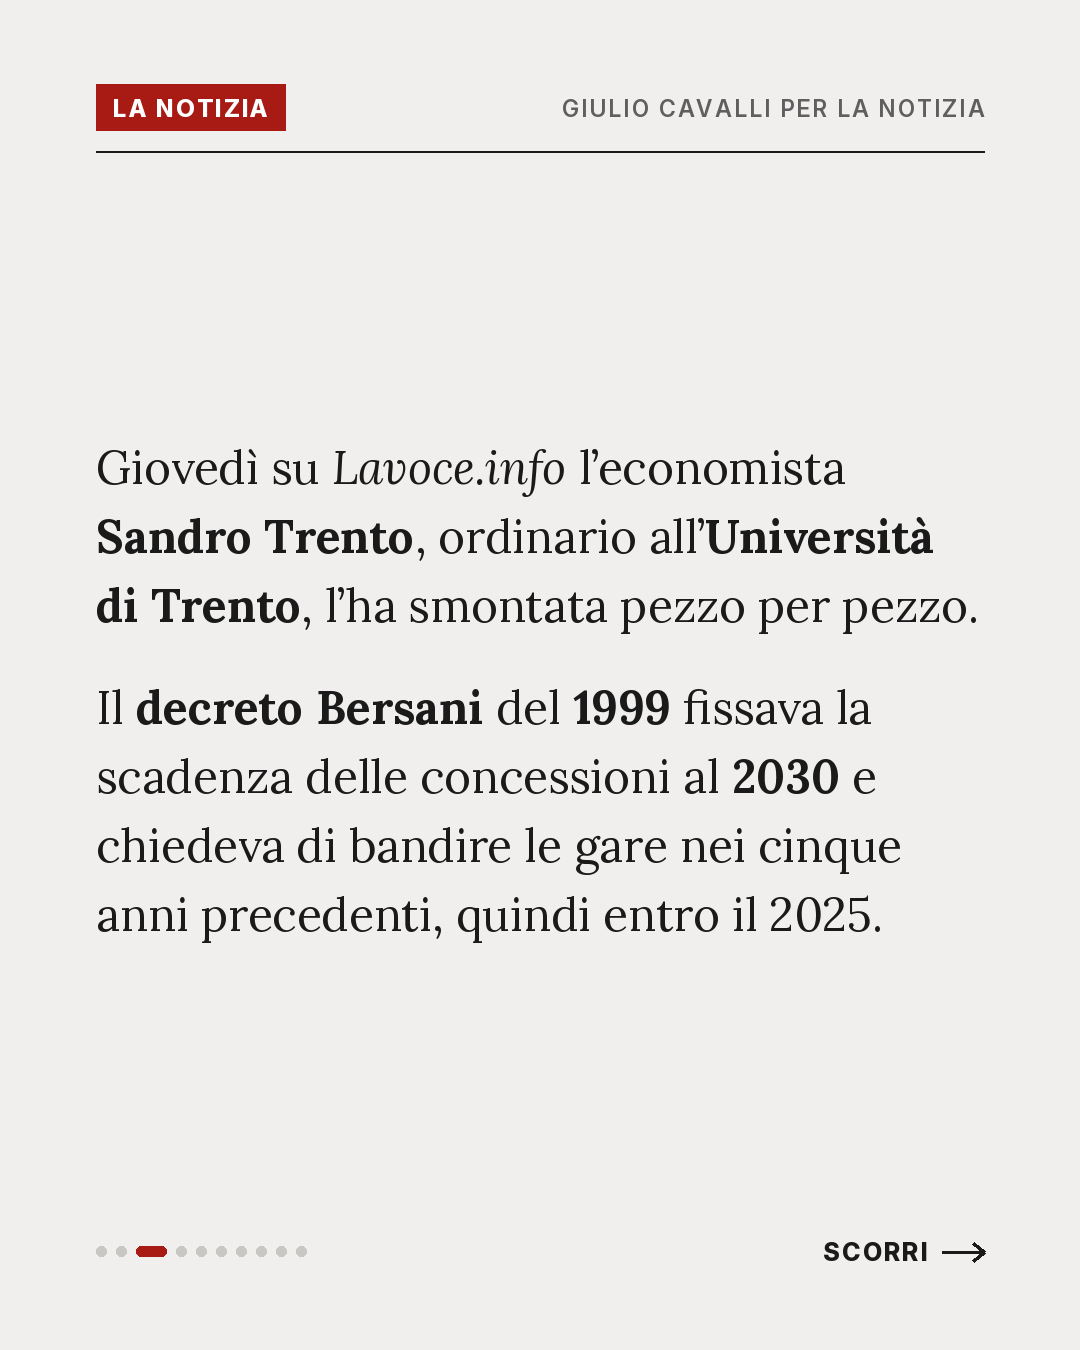 LA NOTIZIA
GIULIO CAVALLI PER LA NOTIZIA
Giovedì su Lavoce.info l’economista
Sandro Trento, ordinario all’Università
di Trento, l’ha smontata pezzo per pezzo.
Il decreto Bersani del 1999 fissava la
scadenza delle concessioni al 2030 e
chiedeva di bandire le gare nei cinque
anni precedenti, quindi entro il 2025.
SCORRI